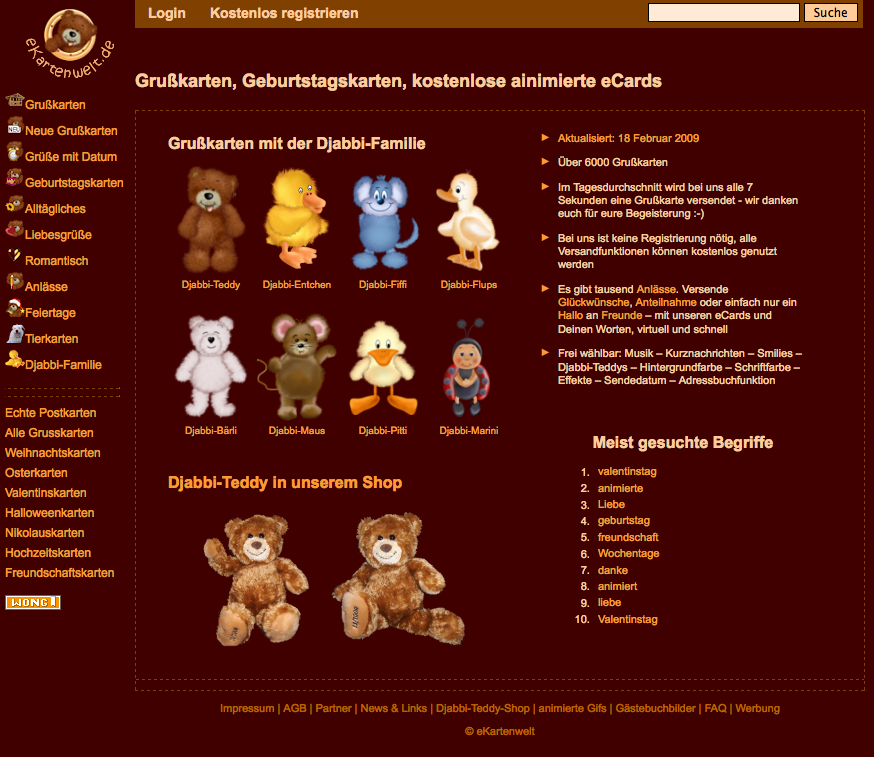 eKartenwelt.de
Login Kostenlos registrieren
Suche
Grußkarten, Geburtstagskarten, kostenlose ainimierte eCards
Grußkarten
NEU
Neue Grußkarten
Grüße mit Datum
Geburtstagskarten
Alltägliches
Liebesgrüße
Romantisch
Anlässe
Feiertage
Tierkarten
Djabbi-Familie
Echte Postkarten
Alle Grusskarten
Weihnachtskarten
Osterkarten
Valentinskarten
Halloweenkarten
Nikolauskarten
Hochzeitskarten
Freundschaftskarten
WONG!
Grußkarten mit der Djabbi-Familie
Djabbi-Teddy Djabbi-Entchen Djabbi-Fiffi Djabbi-Flups
Djabbi-Bärli Djabbi-Maus Djabbi-Pitti Djabbi-Marini
Djabbi-Teddy in unserem Shop
Aktualisiert: 18 Februar 2009
Über 6000 Grußkarten
Im Tagesdurchschnitt wird bei uns alle 7
Sekunden eine Grußkarte versendet - wir danken
euch für eure Begeisterung :-)
Bei uns ist keine Registrierung nötig, alle
Versandfunktionen können kostenlos genutzt
werden
Es gibt tausend Anlässe. Versende
Glückwünsche, Anteilnahme oder einfach nur ein
Hallo an Freunde – mit unseren eCards und
Deinen Worten, virtuell und schnell
Frei wählbar: Musik – Kurznachrichten – Smilies –
Djabbi-Teddys – Hintergrundfarbe – Schriftfarbe –
Effekte – Sendedatum – Adressbuchfunktion
Meist gesuchte Begriffe
1. valentinstag
2. animierte
3. Liebe
4. geburtstag
5. freundschaft
6. Wochentage
7. danke
8. animiert
9. liebe
10. Valentinstag
Impressum | AGB | Partner | News & Links | Djabbi-Teddy-Shop | animierte Gifs | Gästebuchbilder | FAQ | Werbung
© eKartenwelt